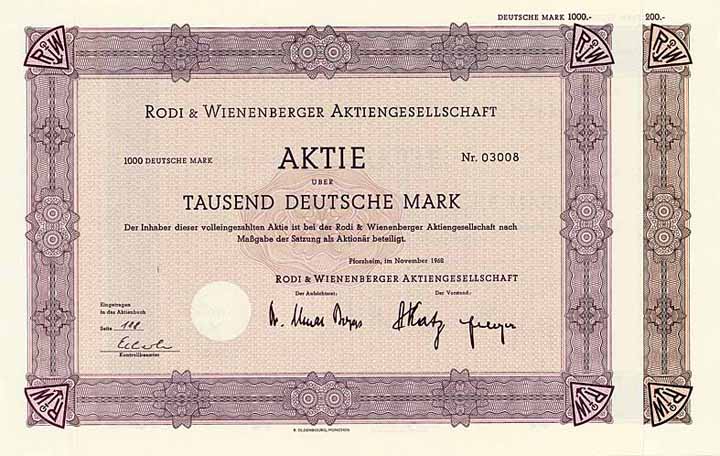 DEUTSCHE MARK 1000.-
200.-
RODI & WIENENBERGER AKTIENGESELLSCHAFT
1000 DEUTSCHE MARK
AKTIE
Nr. 03008
ÜBER
TAUSEND DEUTSCHE MARK
Der Inhaber dieser volleingezahlten Aktie ist bei der Rodi & Wienenberger Aktiengesellschaft nach
Maßgabe der Satzung als Aktionär beteiligt.
Pforzheim, im November 1962
RODI & WIENENBERGER AKTIENGESELLSCHAFT
Der Aufsichtsrat:
Der Vorstand:
Eingetragen
in das Aktienbuch
Seite
Kontrollbeamter
R. OLDENBOURG, MÜNCHEN